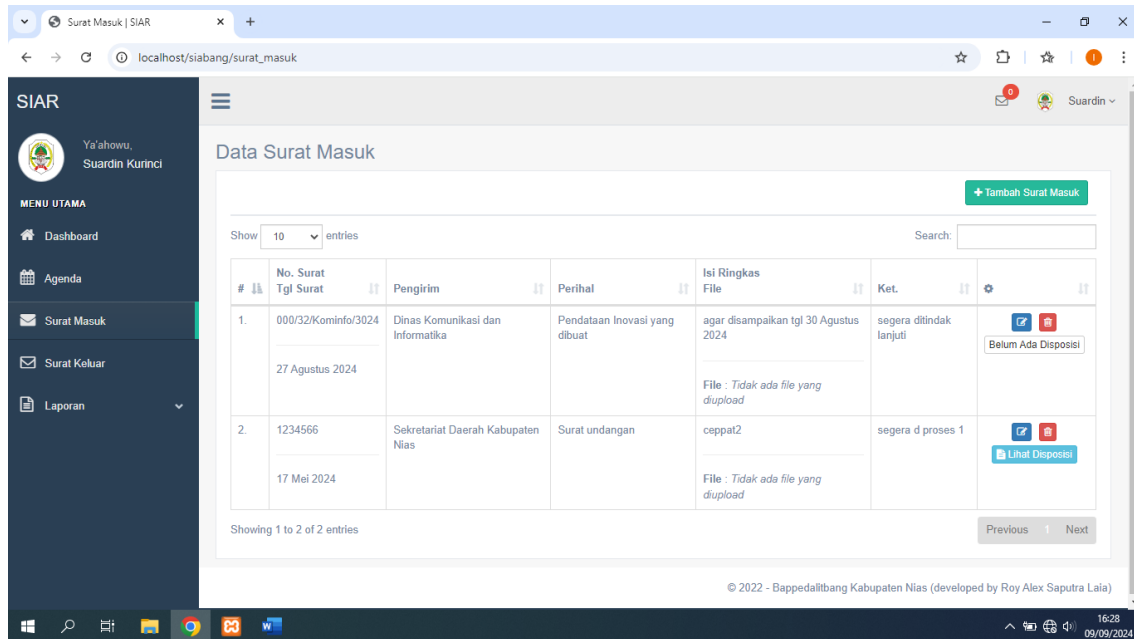 Surat Masuk | SIAR
localhost/siabang/surat_masuk
SIAR
0
Suardin
Ya'ahowu,
Suardin Kurinci
MENU UTAMA
Dashboard
Agenda
Surat Masuk
Surat Keluar
Laporan
Data Surat Masuk
+ Tambah Surat Masuk
Show 10 entries
Search:
#
No. Surat
Tgl Surat
Pengirim
Perihal
Isi Ringkas
File
Ket.
1.
000/32/Kominfo/3024
27 Agustus 2024
Dinas Komunikasi dan
Informatika
Pendataan Inovasi yang
dibuat
agar disampaikan tgl 30 Agustus
2024
File : Tidak ada file yang
diupload
segera ditindak
lanjuti
Belum Ada Disposisi
2.
1234566
17 Mei 2024
Sekretariat Daerah Kabupaten
Nias
Surat undangan
ceppat2
File : Tidak ada file yang
diupload
segera d proses 1
Lihat Disposisi
Showing 1 to 2 of 2 entries
Previous 1 Next
© 2022 - Bappedalitbang Kabupaten Nias (developed by Roy Alex Saputra Laia)
16:28
09/09/2024